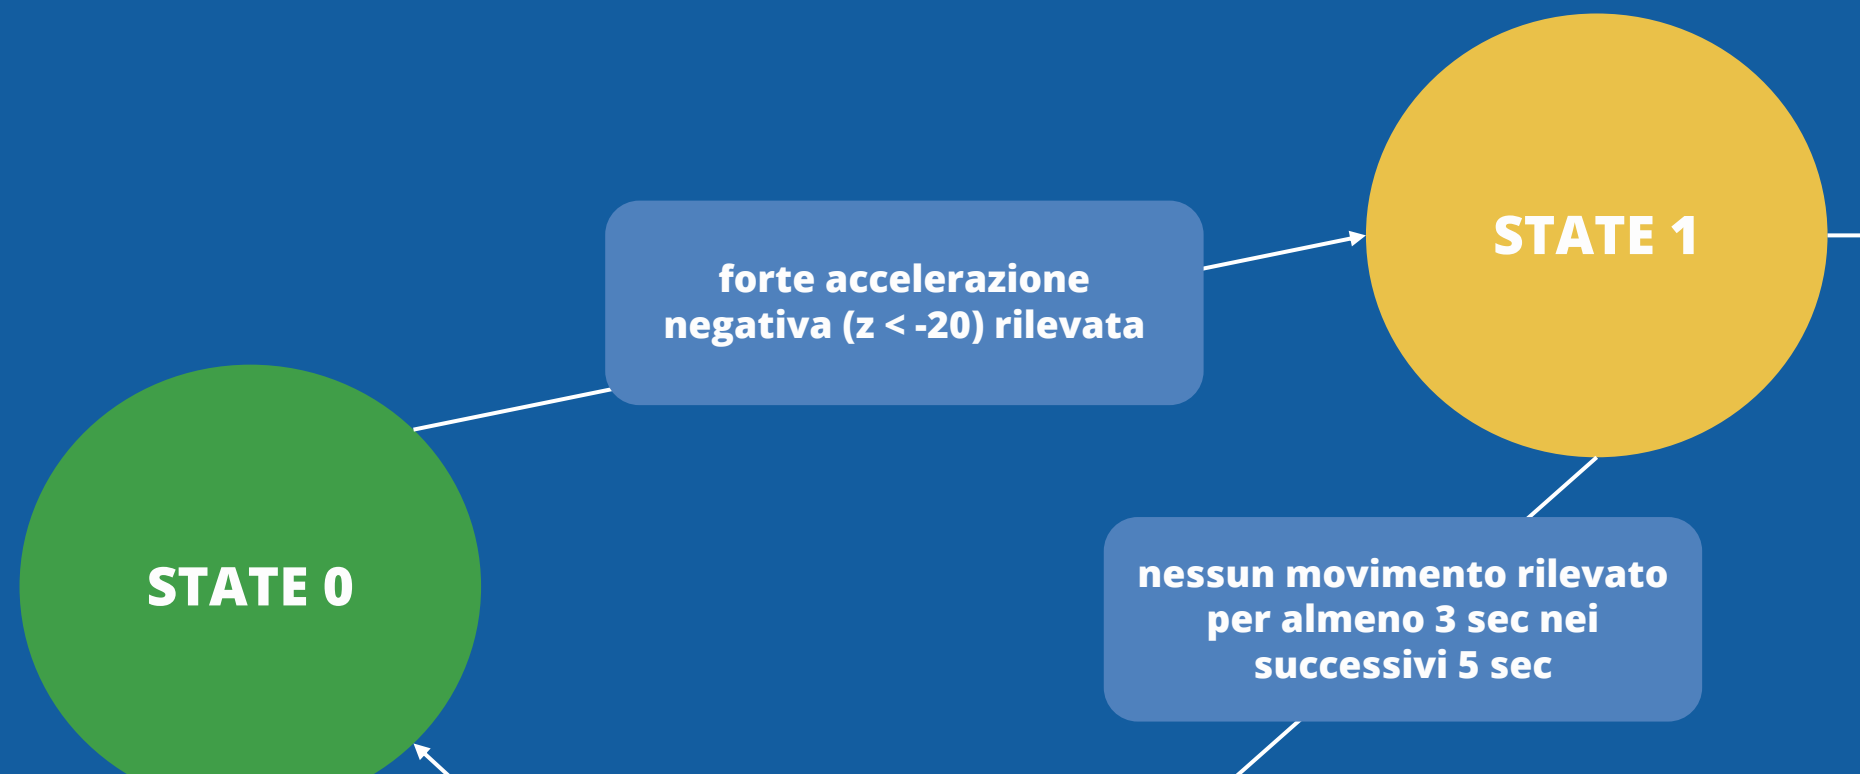 STATE 1
forte accelerazione
negativa (z < -20) rilevata
STATE 0
nessun movimento rilevato
per almeno 3 sec nei
successivi 5 sec